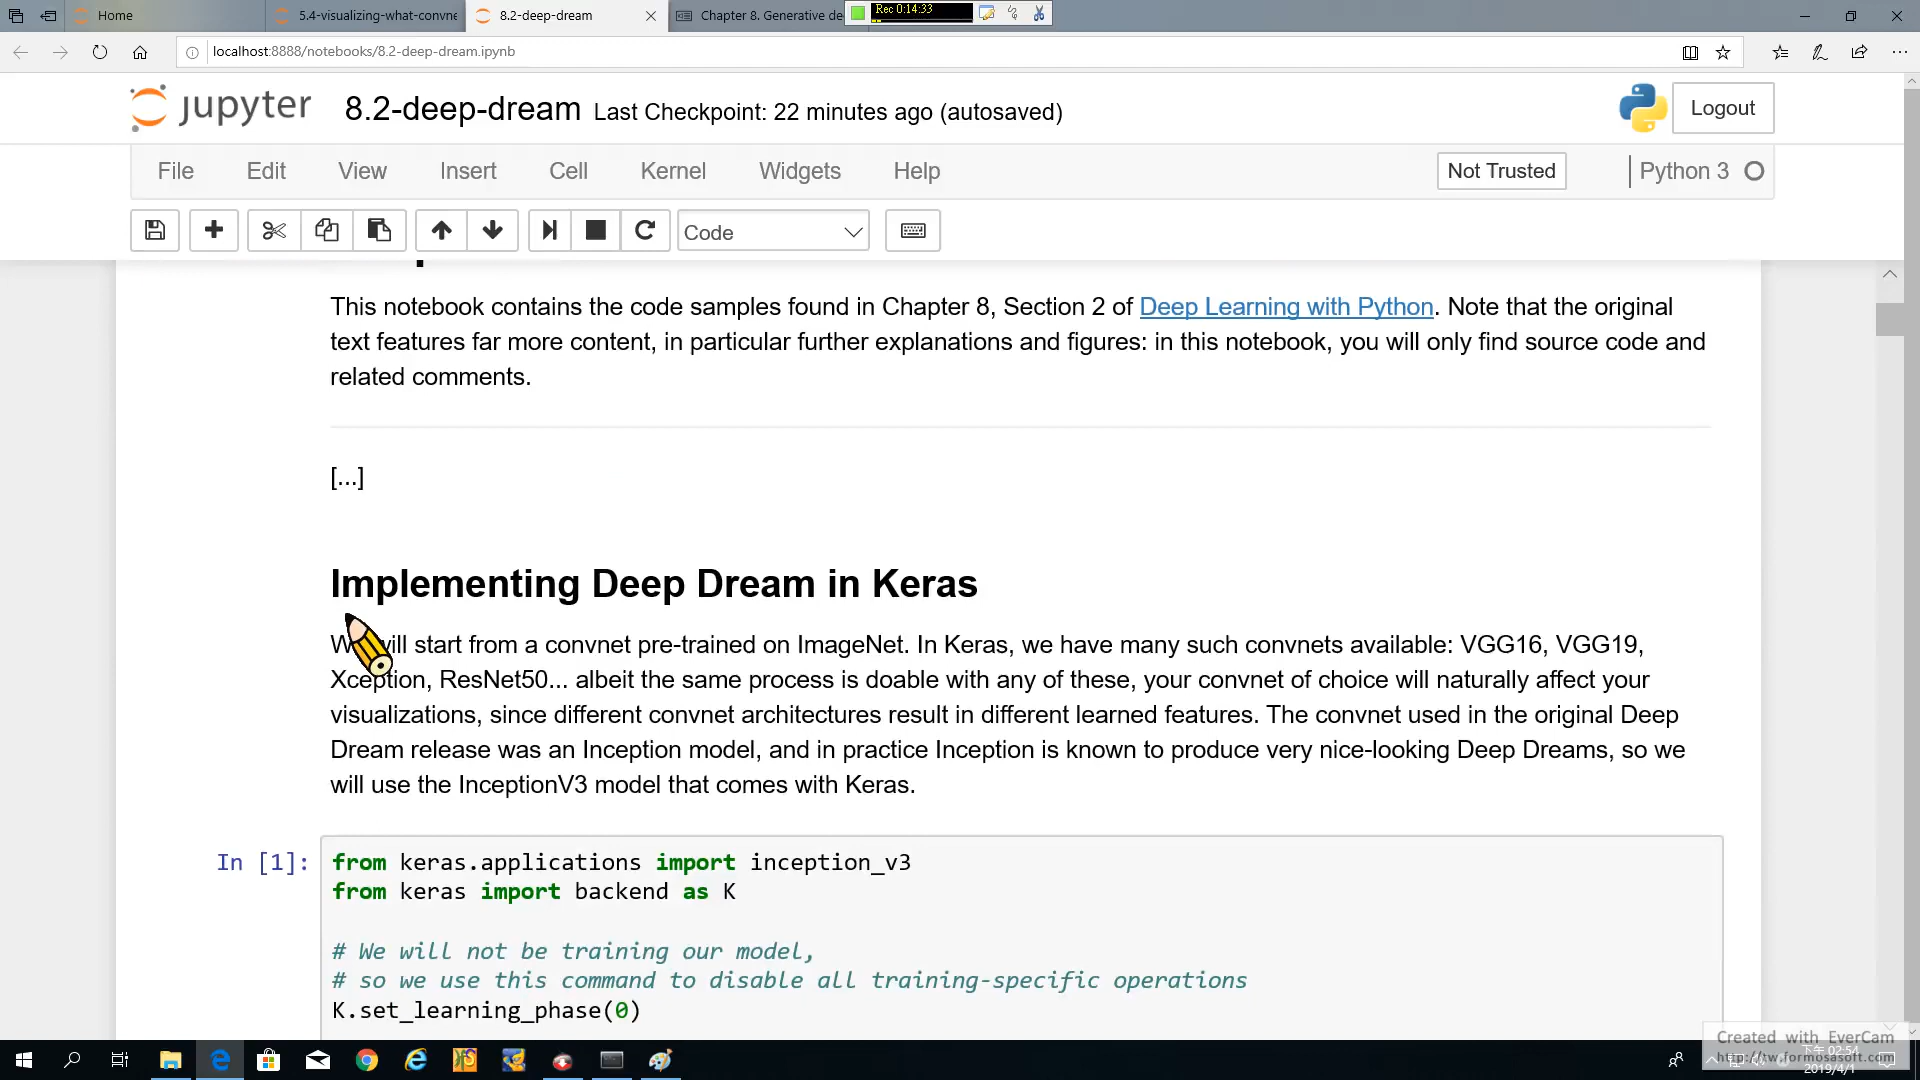 Home
5.4-visualizing-what-convne
8.2-deep-dream
Chapter 8. Generative de
Rec 0:14:33
localhost:8888/notebooks/8.2-deep-dream.ipynb
jupyter
8.2-deep-dream Last Checkpoint: 22 minutes ago (autosaved)
Logout
File Edit View Insert Cell Kernel Widgets Help
Not Trusted
Python 3
Code
This notebook contains the code samples found in Chapter 8, Section 2 of Deep Learning with Python. Note that the original
text features far more content, in particular further explanations and figures: in this notebook, you will only find source code and
related comments.
[...]
Implementing Deep Dream in Keras
will start from a convnet pre-trained on ImageNet. In Keras, we have many such convnets available: VGG16, VGG19,
Xception, ResNet50... albeit the same process is doable with any of these, your convnet of choice will naturally affect your
visualizations, since different convnet architectures result in different learned features. The convnet used in the original Deep
Dream release was an Inception model, and in practice Inception is known to produce very nice-looking Deep Dreams, so we
will use the InceptionV3 model that comes with Keras.
In [1]:
from keras.applications import inception_v3
from keras import backend as K
# We will not be training our model,
# so we use this command to disable all training-specific operations
K.set_learning_phase(0)
Created with EverCam
http://tw.formosasoft.com
下午 02:54
2019/4/1